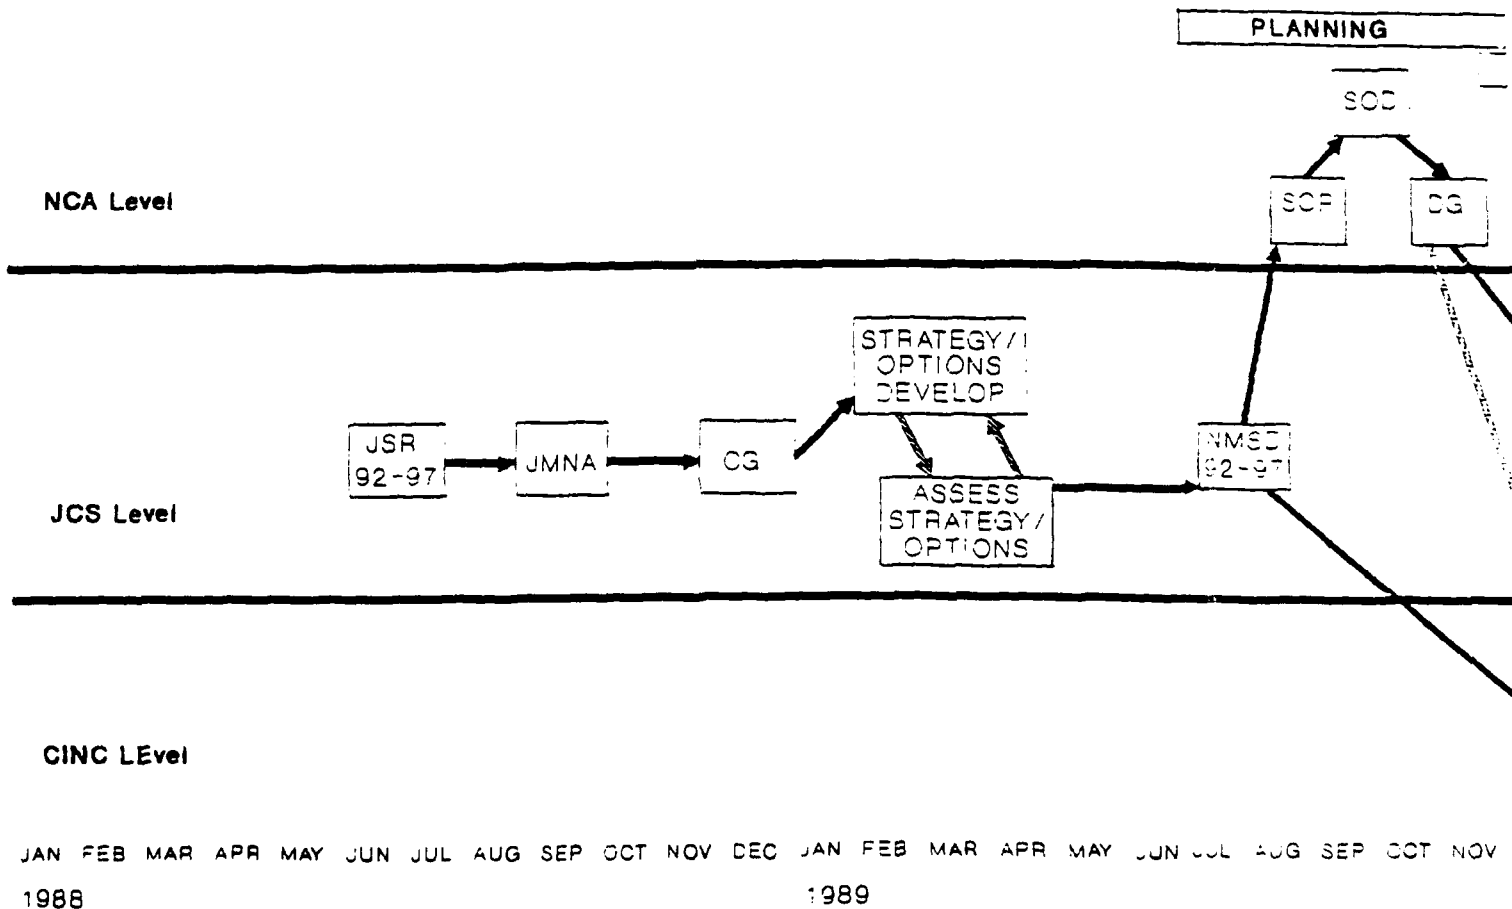 PLANNING
SOD
NCA Level
SOP
DG
STRATEGY/
OPTIONS
DEVELOP
JSR
92-97
JMNA
CG
NMSD
92-97
JCS Level
ASSESS
STRATEGY/
OPTIONS
CINC LEvel
JAN FEB MAR APR MAY JUN JUL AUG SEP OCT NOV DEC JAN FEB MAR APR MAY JUN JUL AUG SEP OCT NOV
1988 1989